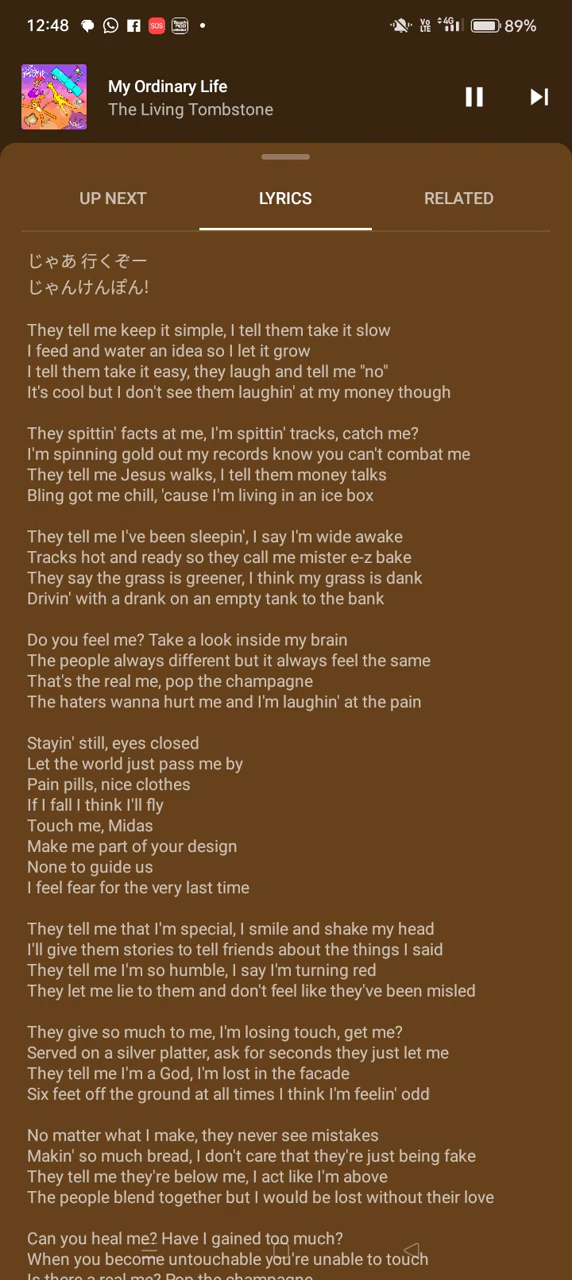 12:48
SOS
VO LTE
4G
89%
My Ordinary Life
The Living Tombstone
UP NEXT
LYRICS
RELATED
じゃあ 行くぞー
じゃんけんぽん!
They tell me keep it simple, I tell them take it slow
I feed and water an idea so I let it grow
I tell them take it easy, they laugh and tell me "no"
It's cool but I don't see them laughin' at my money though
They spittin' facts at me, I'm spittin' tracks, catch me?
I'm spinning gold out my records know you can't combat me
They tell me Jesus walks, I tell them money talks
Bling got me chill, 'cause I'm living in an ice box
They tell me I've been sleepin', I say I'm wide awake
Tracks hot and ready so they call me mister e-z bake
They say the grass is greener, I think my grass is dank
Drivin' with a drank on an empty tank to the bank
Do you feel me? Take a look inside my brain
The people always different but it always feel the same
That's the real me, pop the champagne
The haters wanna hurt me and I'm laughin' at the pain
Stayin' still, eyes closed
Let the world just pass me by
Pain pills, nice clothes
If I fall I think I'll fly
Touch me, Midas
Make me part of your design
None to guide us
I feel fear for the very last time
They tell me that I'm special, I smile and shake my head
I'll give them stories to tell friends about the things I said
They tell me I'm so humble, I say I'm turning red
They let me lie to them and don't feel like they've been misled
They give so much to me, I'm losing touch, get me?
Served on a silver platter, ask for seconds they just let me
They tell me I'm a God, I'm lost in the facade
Six feet off the ground at all times I think I'm feelin' odd
No matter what I make, they never see mistakes
Makin' so much bread, I don't care that they're just being fake
They tell me they're below me, I act like I'm above
The people blend together but I would be lost without their love
Can you heal me? Have I gained too much?
When you become untouchable you're unable to touch
Is there a real me? Pop the champagne